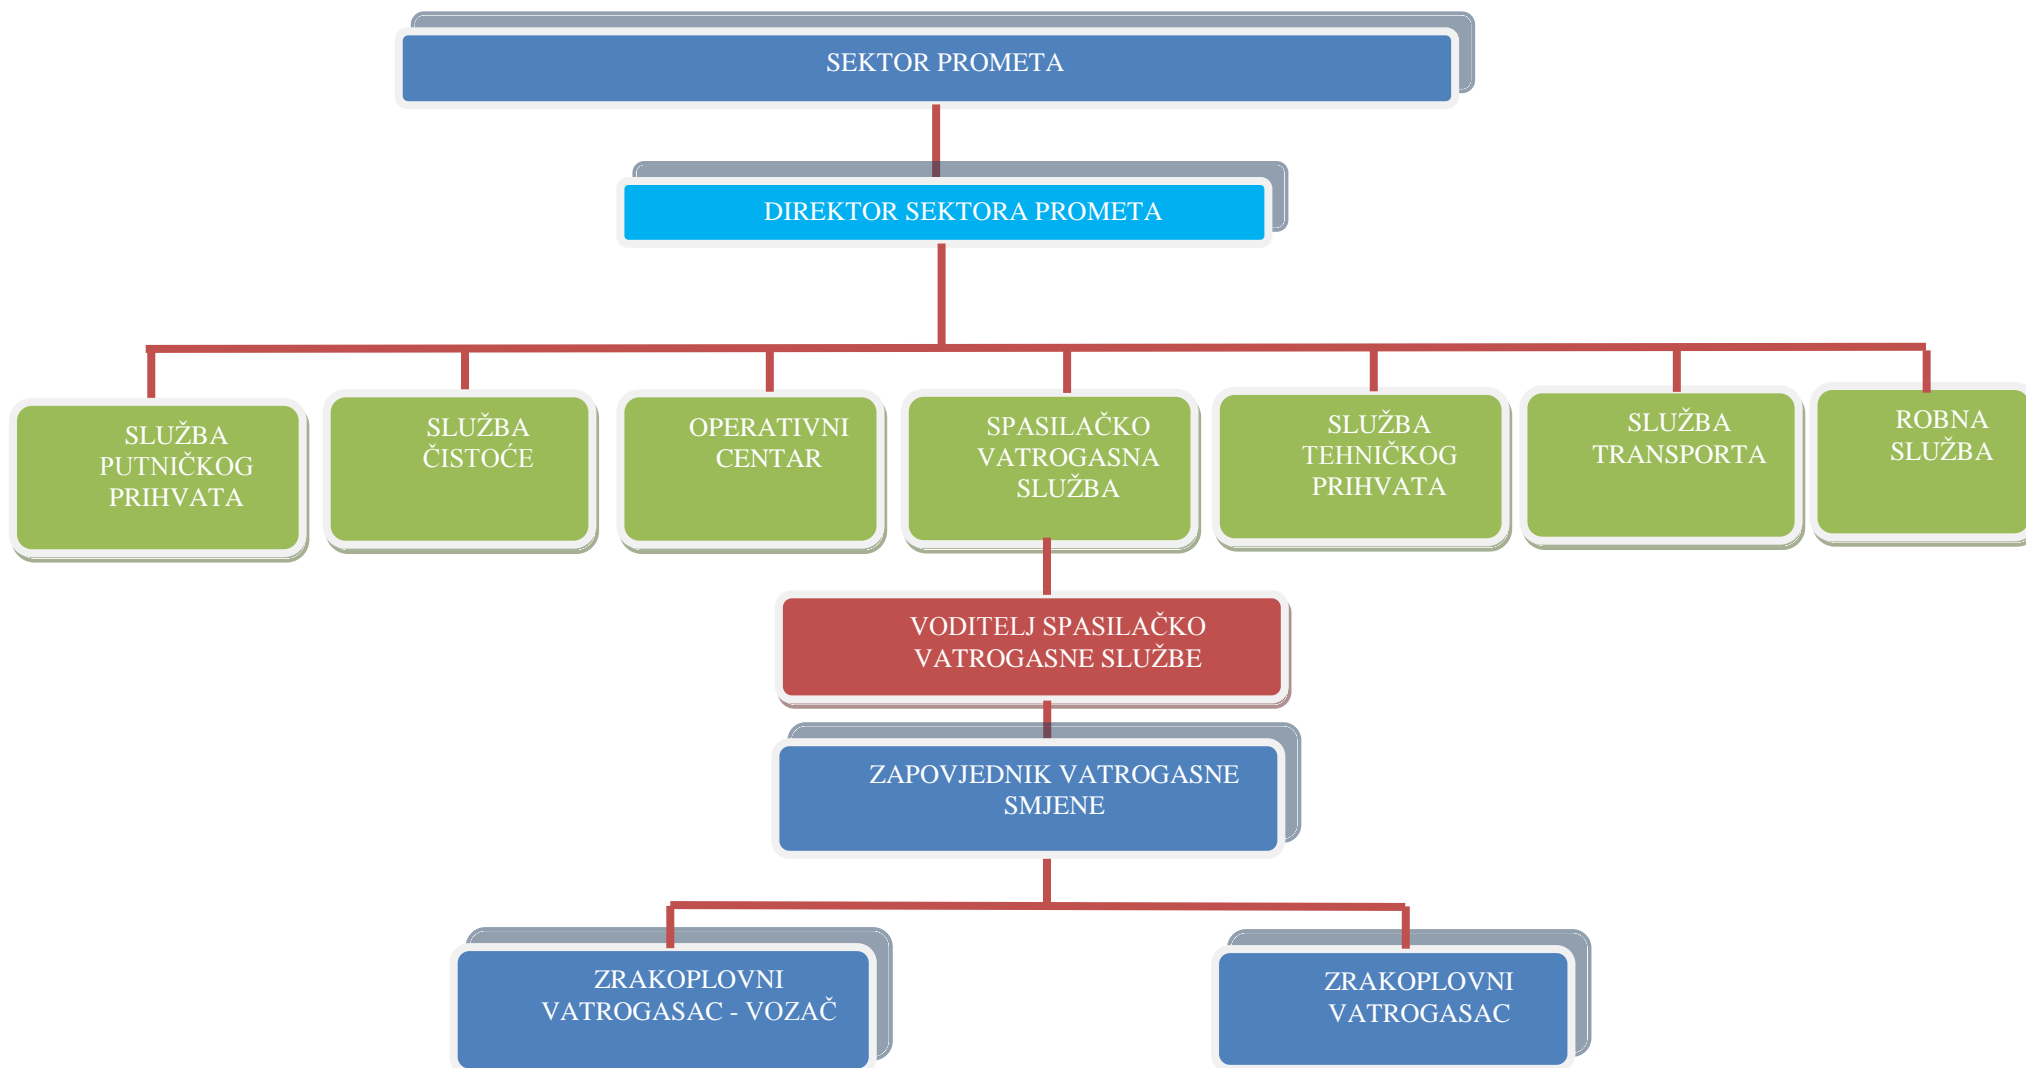 SEKTOR PROMETA
DIREKTOR SEKTORA PROMETA
SLUŽBA
PUTNIČKOG
PRIHVATA
SLUŽBA
ČISTOĆE
OPERATIVNI
CENTAR
SPASILAČKO
VATROGASNA
SLUŽBA
SLUŽBA
TEHNIČKOG
PRIHVATA
SLUŽBA
TRANSPORTA
ROBNA
SLUŽBA
VODITELJ SPASILAČKO
VATROGASNE SLUŽBE
ZAPOVJEDNIK VATROGASNE
SMJENE
ZRAKOPLOVNI
VATROGASAC - VOZAČ
ZRAKOPLOVNI
VATROGASAC